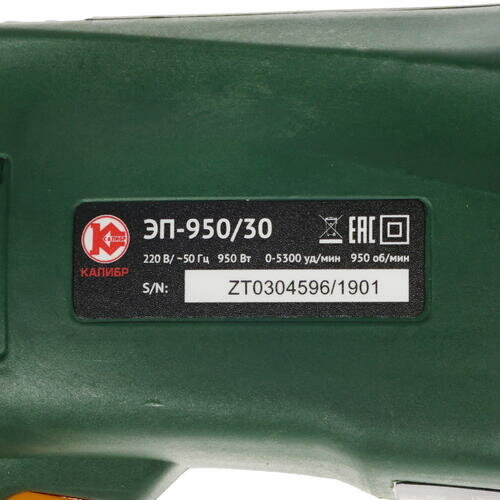 КАЛИБР
КАЛИБР
ЭП-950/30
EAC
220 В/ ~50 Гц 950 Вт 0-5300 уд/мин 950 об/мин
S/N: ZT0304596/1901